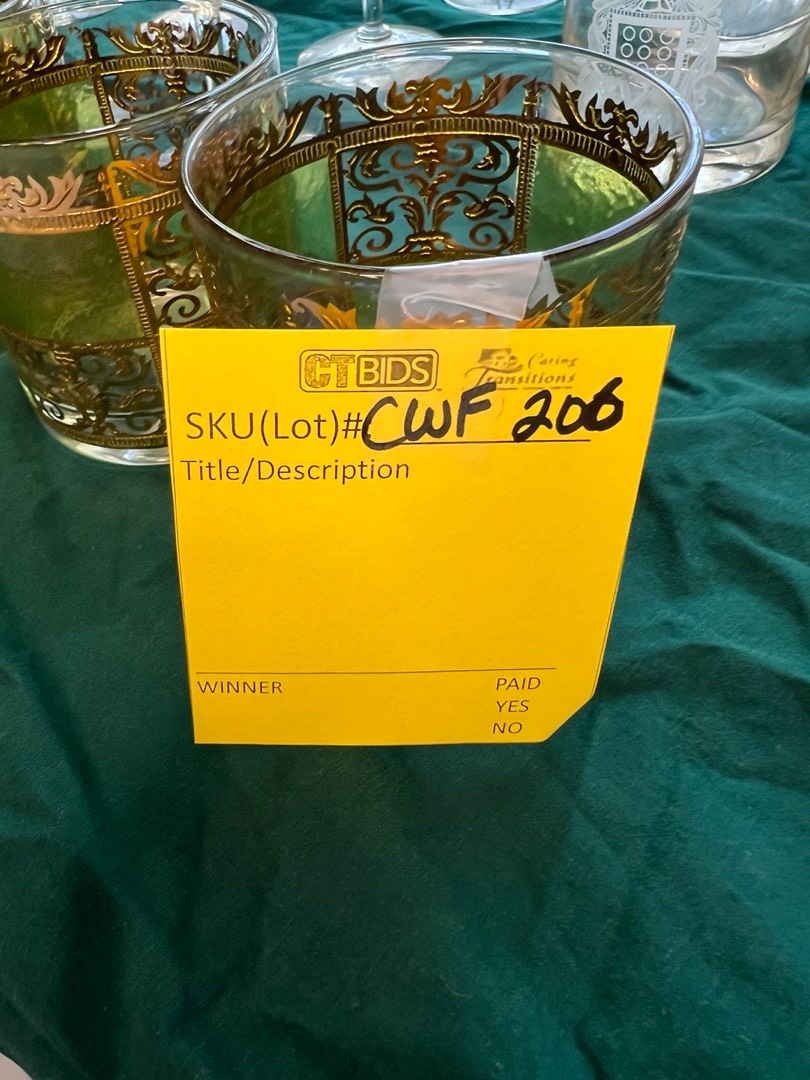 CTBIDS Caring Transitions
SKU(Lot)# CWF 206
Title/Description
WINNER PAID
YES
NO